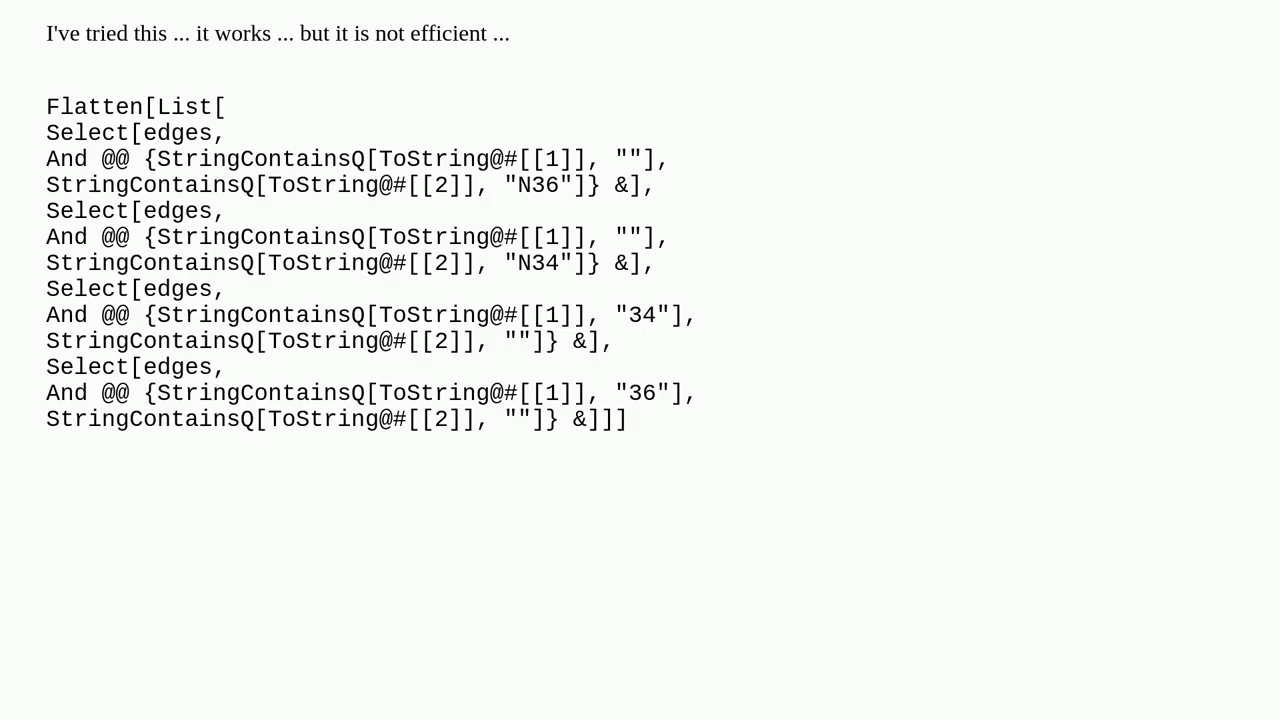 I've tried this ... it works ... but it is not efficient ...
Flatten[List[
Select[edges,
And @@ {StringContainsQ[ToString@#[[1]], ""],
StringContainsQ[ToString@#[[2]], "N36"]} &],
Select[edges,
And @@ {StringContainsQ[ToString@#[[1]], ""],
StringContainsQ[ToString@#[[2]], "N34"]} &],
Select[edges,
And @@ {StringContainsQ[ToString@#[[1]], "34"],
StringContainsQ[ToString@#[[2]], ""]} &],
Select[edges,
And @@ {StringContainsQ[ToString@#[[1]], "36"],
StringContainsQ[ToString@#[[2]], ""]} &]]]